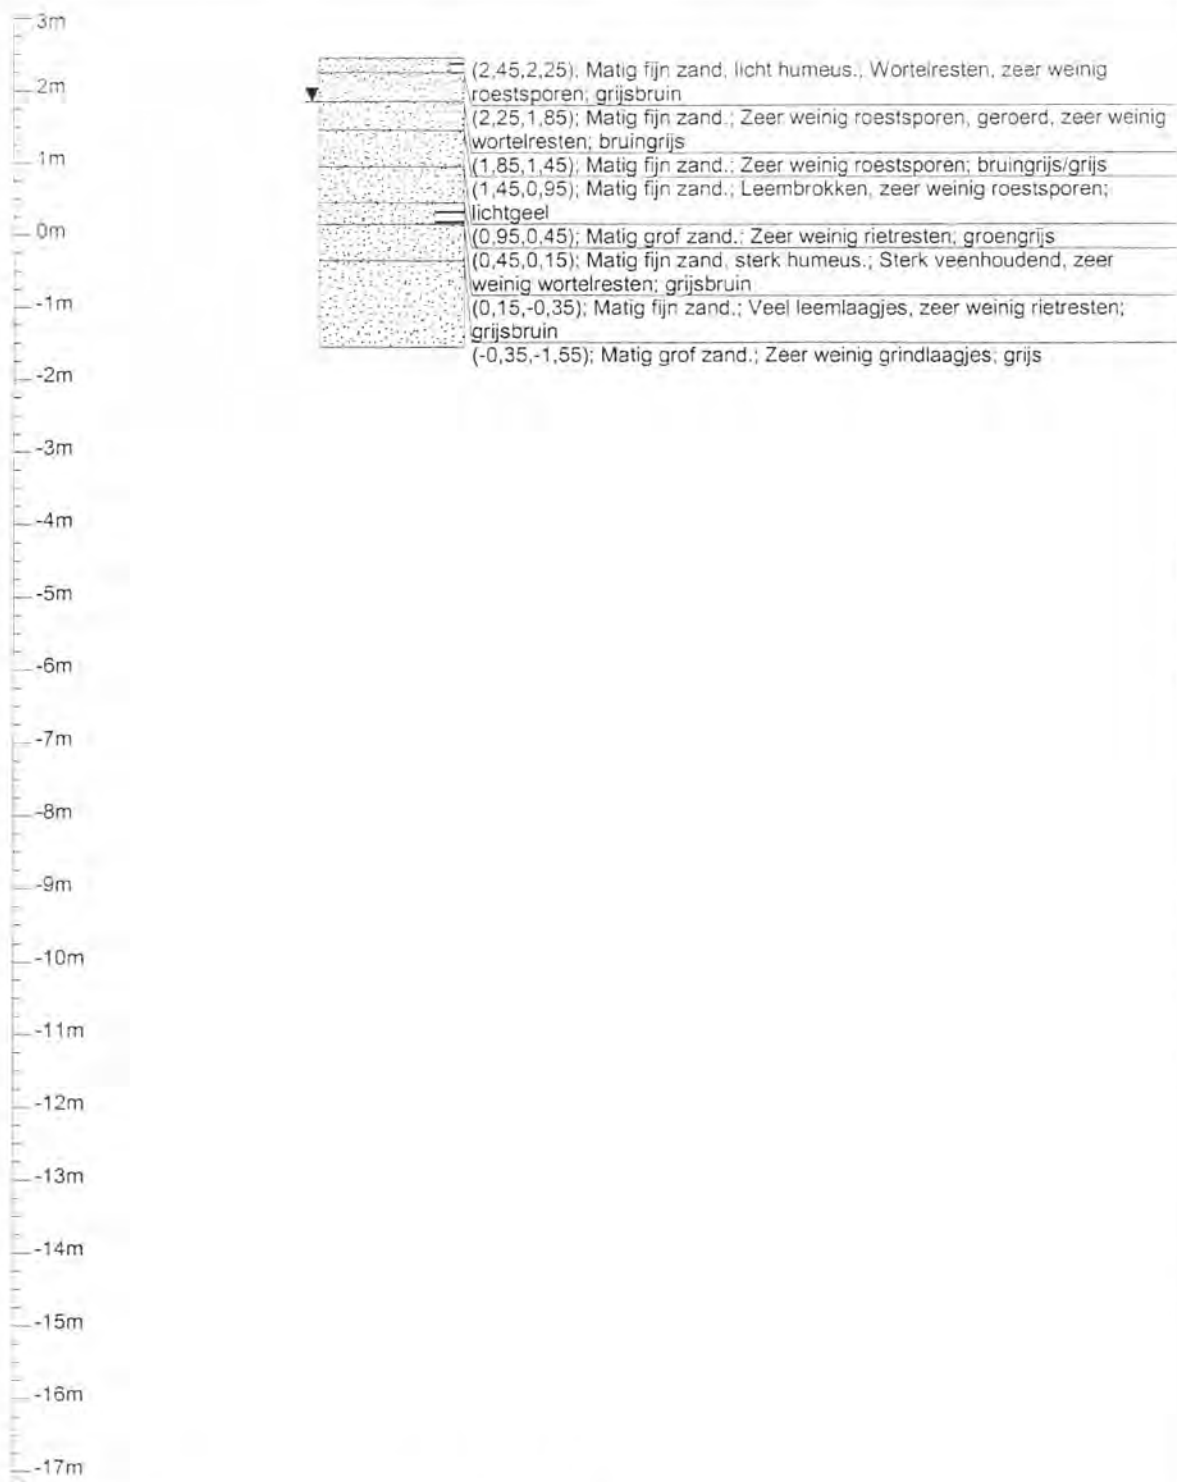 3m
(2,45,2,25); Matig fijn zand, licht humeus.; Wortelresten, zeer weinig
2m
roestsporen; grijsbruin
(2,25,1,85); Matig fijn zand.; Zeer weinig roestsporen, geroerd, zeer weinig
wortelresten; bruingrijs
1m
(1,85,1,45); Matig fijn zand.; Zeer weinig roestsporen; bruingrijs/grijs
(1,45,0,95); Matig fijn zand.; Leembrokken, zeer weinig roestsporen;
lichtgeel
0m
(0,95,0,45); Matig grof zand.; Zeer weinig rietresten; groengrijs
(0,45,0,15); Matig fijn zand, sterk humeus.; Sterk veenhoudend, zeer
weinig wortelresten; grijsbruin
-1m
(0,15,-0,35); Matig fijn zand.; Veel leemlaagjes, zeer weinig rietresten;
grijsbruin
(-0,35,-1,55); Matig grof zand.; Zeer weinig grindlaagjes; grijs
-2m
-3m
-4m
-5m
-6m
-7m
-8m
-9m
-10m
-11m
-12m
-13m
-14m
-15m
-16m
-17m